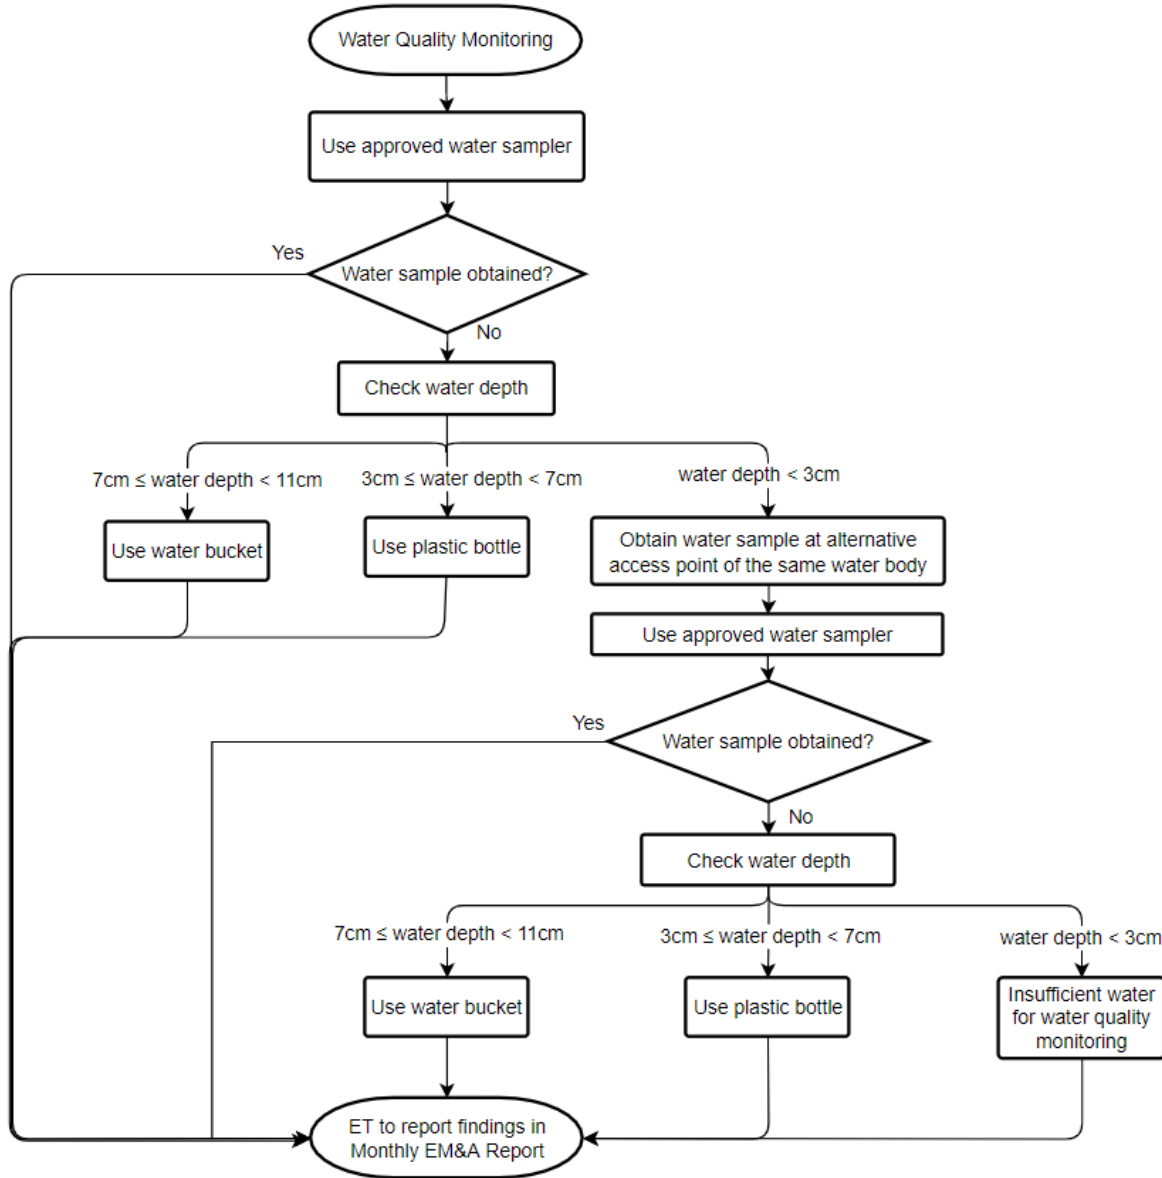 Water Quality Monitoring
Use approved water sampler
Yes
Water sample obtained?
No
Check water depth
7cm ≤ water depth < 11cm
3cm ≤ water depth < 7cm
water depth < 3cm
Use water bucket
Use plastic bottle
Obtain water sample at alternative
access point of the same water body
Use approved water sampler
Yes
Water sample obtained?
No
Check water depth
7cm ≤ water depth < 11cm
3cm ≤ water depth < 7cm
water depth < 3cm
Use water bucket
Use plastic bottle
Insufficient water
for water quality
monitoring
ET to report findings in
Monthly EM&A Report